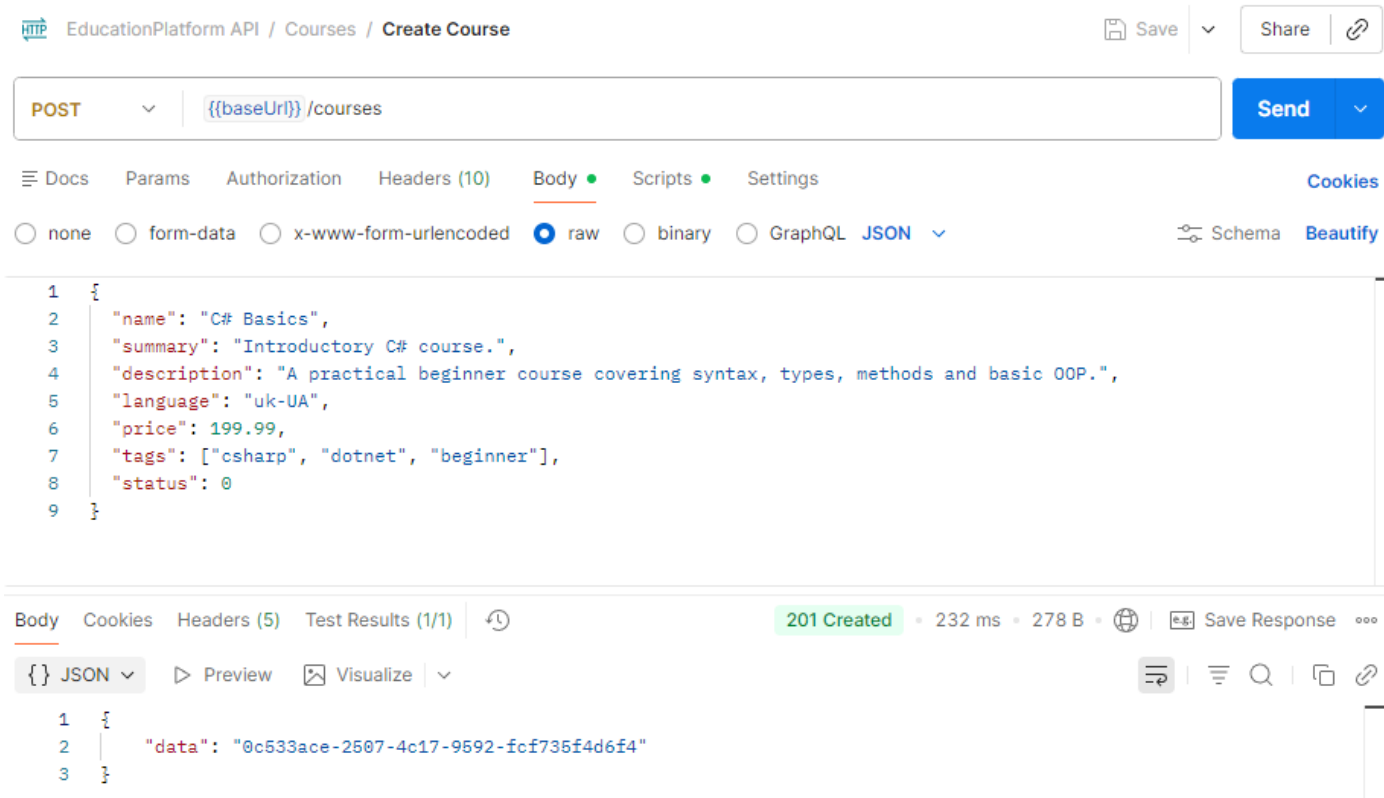 HTTP EducationPlatform API / Courses / Create Course Save Share
POST {{baseUrl}} /courses Send
Docs Params Authorization Headers (10) Body Scripts Settings Cookies
none form-data x-www-form-urlencoded raw binary GraphQL JSON Schema Beautify
1 {
2 "name": "C# Basics",
3 "summary": "Introductory C# course.",
4 "description": "A practical beginner course covering syntax, types, methods and basic OOP.",
5 "language": "uk-UA",
6 "price": 199.99,
7 "tags": ["csharp", "dotnet", "beginner"],
8 "status": 0
9 }
Body Cookies Headers (5) Test Results (1/1) 201 Created • 232 ms • 278 B • e.g. Save Response
{} JSON Preview Visualize
1 {
2 "data": "0c533ace-2507-4c17-9592-fcf735f4d6f4"
3 }